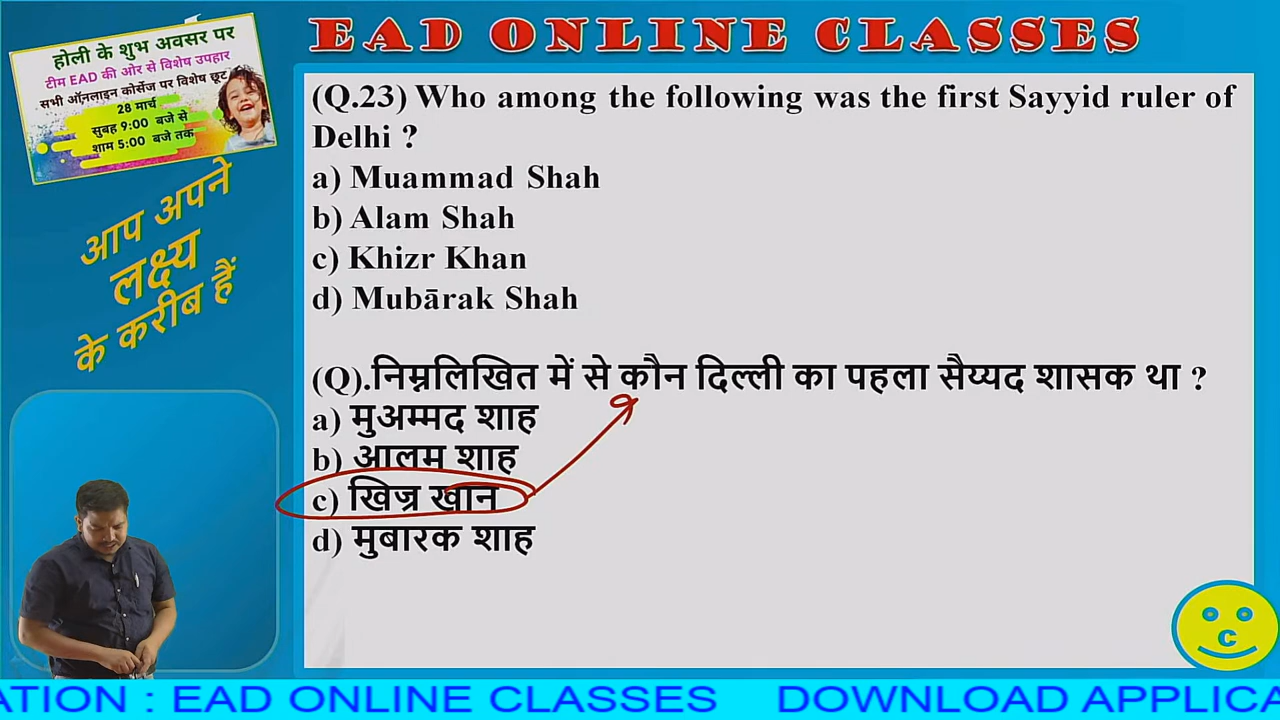 होली के शुभ अवसर पर
टीम EAD की ओर से विशेष उपहार
सभी ऑनलाइन कोर्सेज पर विशेष छूट
28 मार्च
सुबह 9:00 बजे से
शाम 5:00 बजे तक
आप अपने
लक्ष्य
के करीब हैं
EAD ONLINE CLASSES
(Q.23) Who among the following was the first Sayyid ruler of
Delhi ?
a) Muammad Shah
b) Alam Shah
c) Khizr Khan
d) Mubārak Shah
(Q).निम्नलिखित में से कौन दिल्ली का पहला सैय्यद शासक था ?
a) मुअम्मद शाह
b) आलम शाह
c) खिज्र खान
d) मुबारक शाह
C
ATION : EAD ONLINE CLASSES DOWNLOAD APPLICA